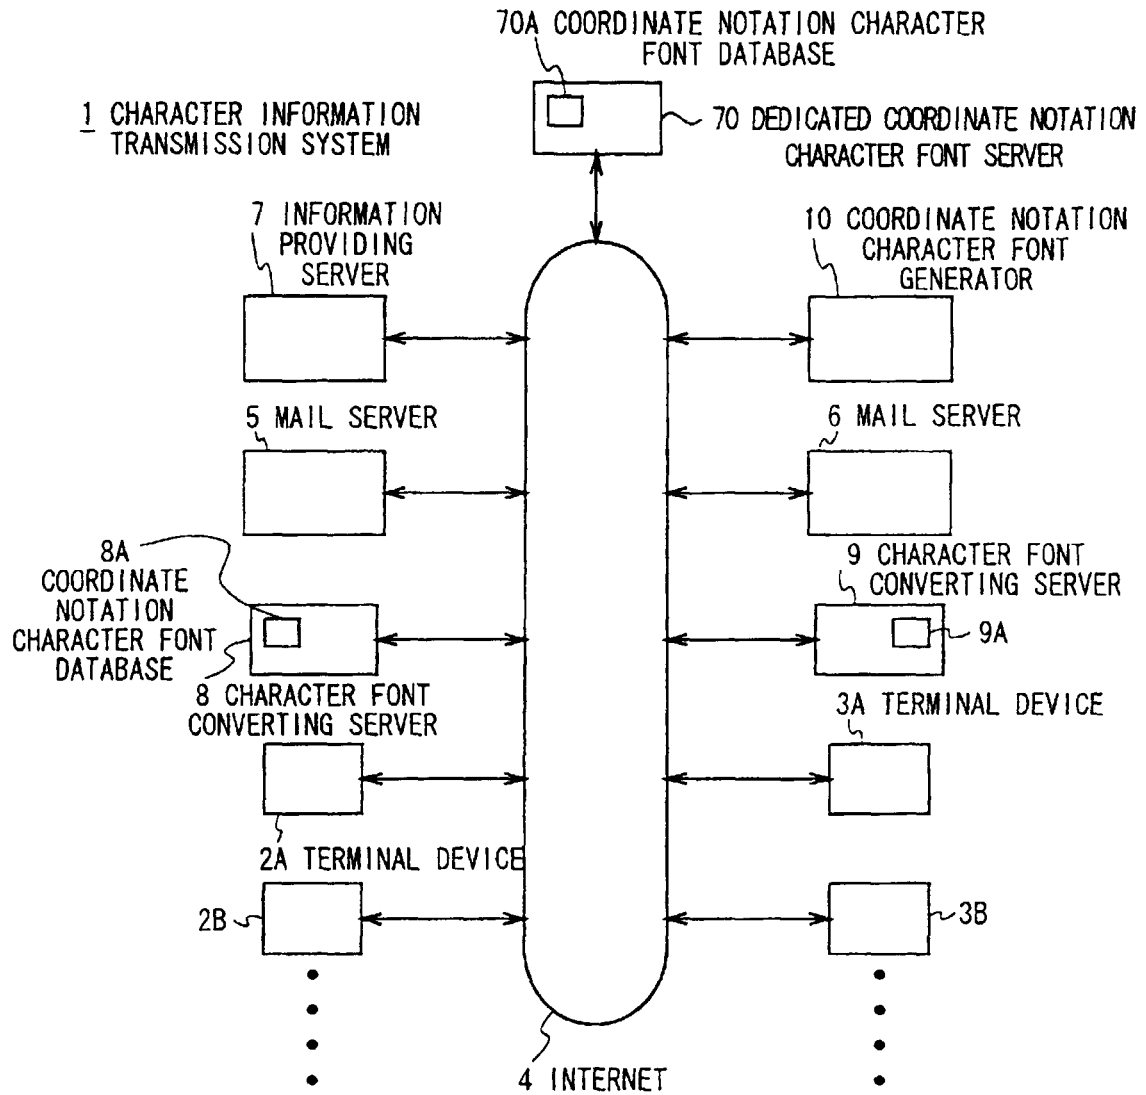 70A COORDINATE NOTATION CHARACTER
FONT DATABASE
1 CHARACTER INFORMATION
TRANSMISSION SYSTEM
70 DEDICATED COORDINATE NOTATION
CHARACTER FONT SERVER
7 INFORMATION
PROVIDING
SERVER
10 COORDINATE NOTATION
CHARACTER FONT
GENERATOR
5 MAIL SERVER
6 MAIL SERVER
8A
COORDINATE
NOTATION
CHARACTER FONT
DATABASE
9 CHARACTER FONT
CONVERTING SERVER
9A
8 CHARACTER FONT
CONVERTING SERVER
3A TERMINAL DEVICE
2A TERMINAL DEVICE
2B
3B
4 INTERNET